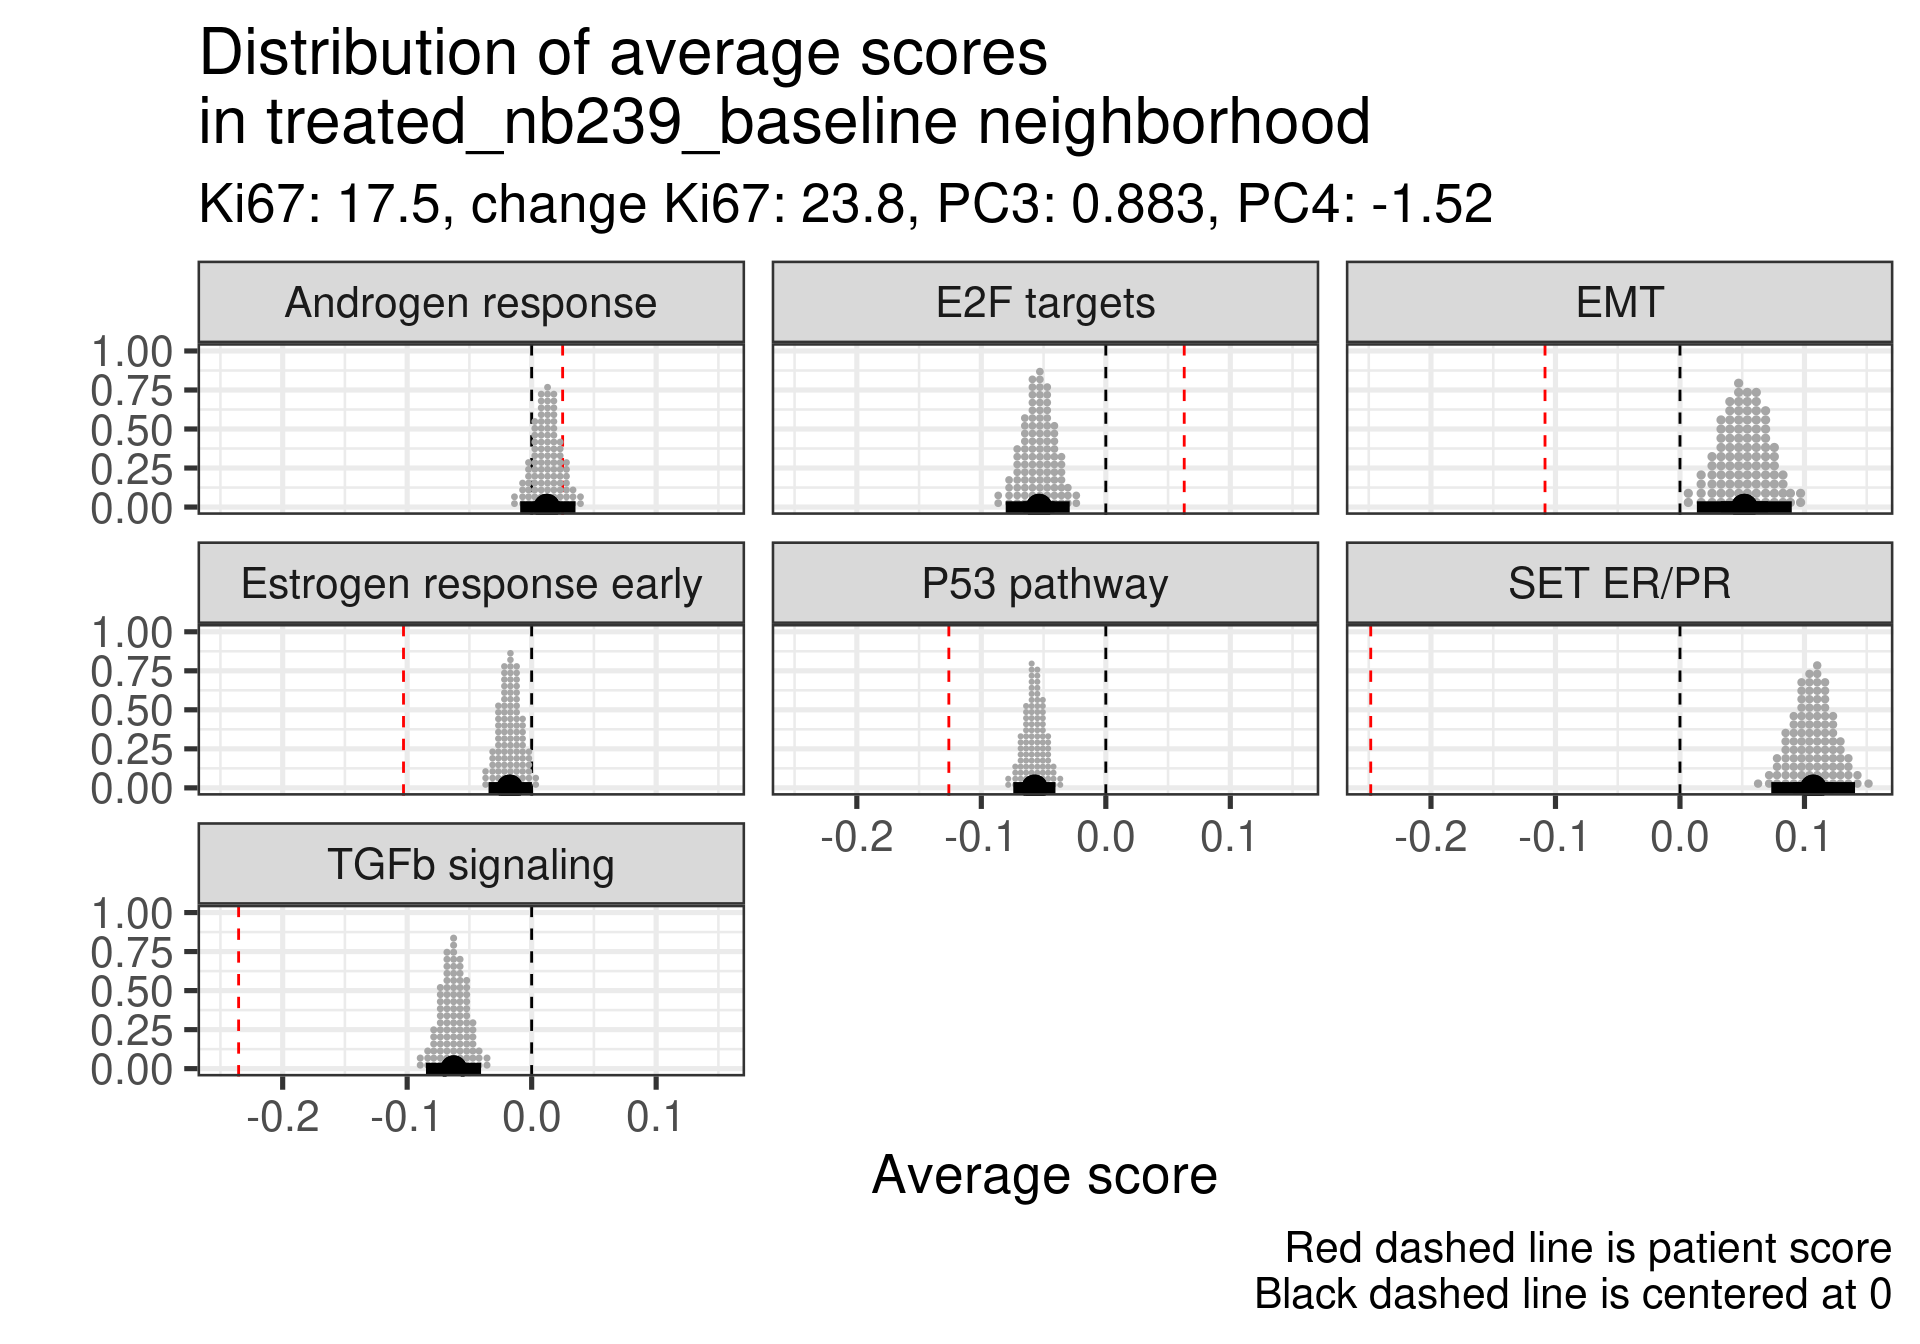 Distribution of average scores
in treated_nb239_baseline neighborhood
Ki67: 17.5, change Ki67: 23.8, PC3: 0.883, PC4: -1.52
Androgen response
E2F targets
EMT
1.00
0.75
0.50
0.25
0.00
Estrogen response early
P53 pathway
SET ER/PR
1.00
0.75
0.50
0.25
0.00
-0.2 -0.1 0.0 0.1
-0.2 -0.1 0.0 0.1
TGFb signaling
1.00
0.75
0.50
0.25
0.00
-0.2 -0.1 0.0 0.1
Average score
Red dashed line is patient score
Black dashed line is centered at 0